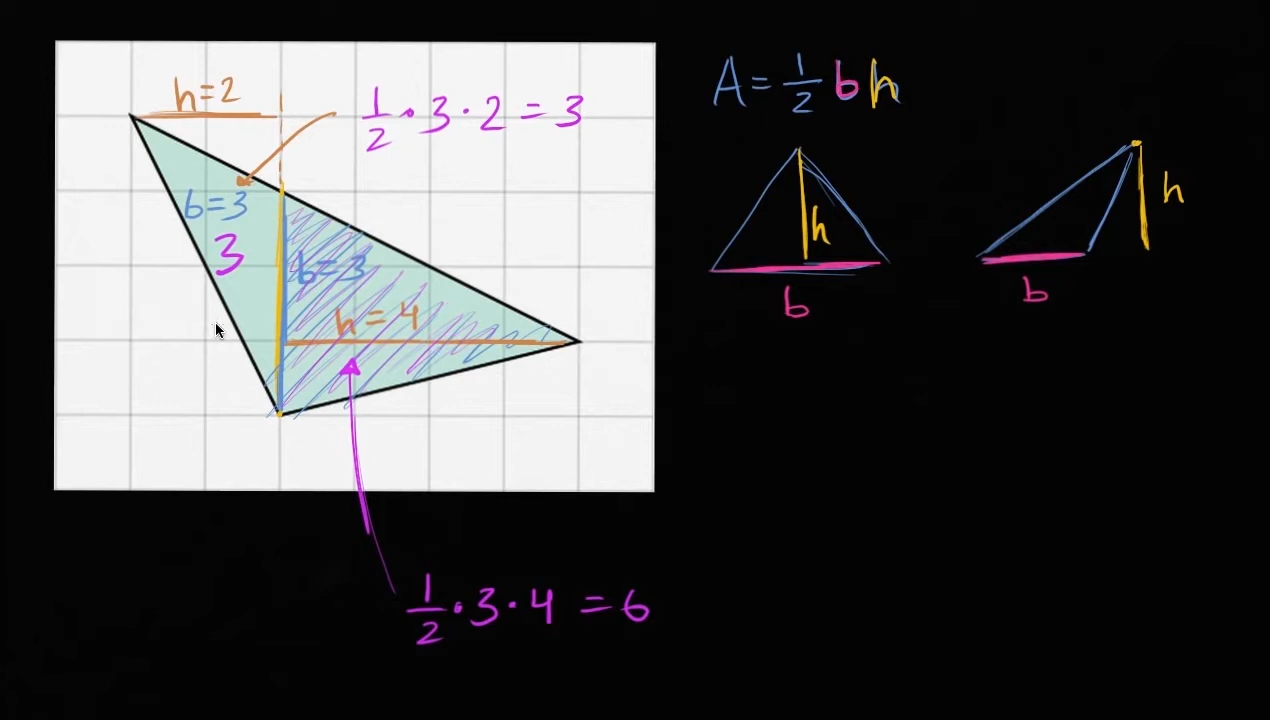 h=2
1/2 · 3 · 2 = 3
b=3
3
b=3
h=4
1/2 · 3 · 4 = 6
A = 1/2 b h
h
b
h
b